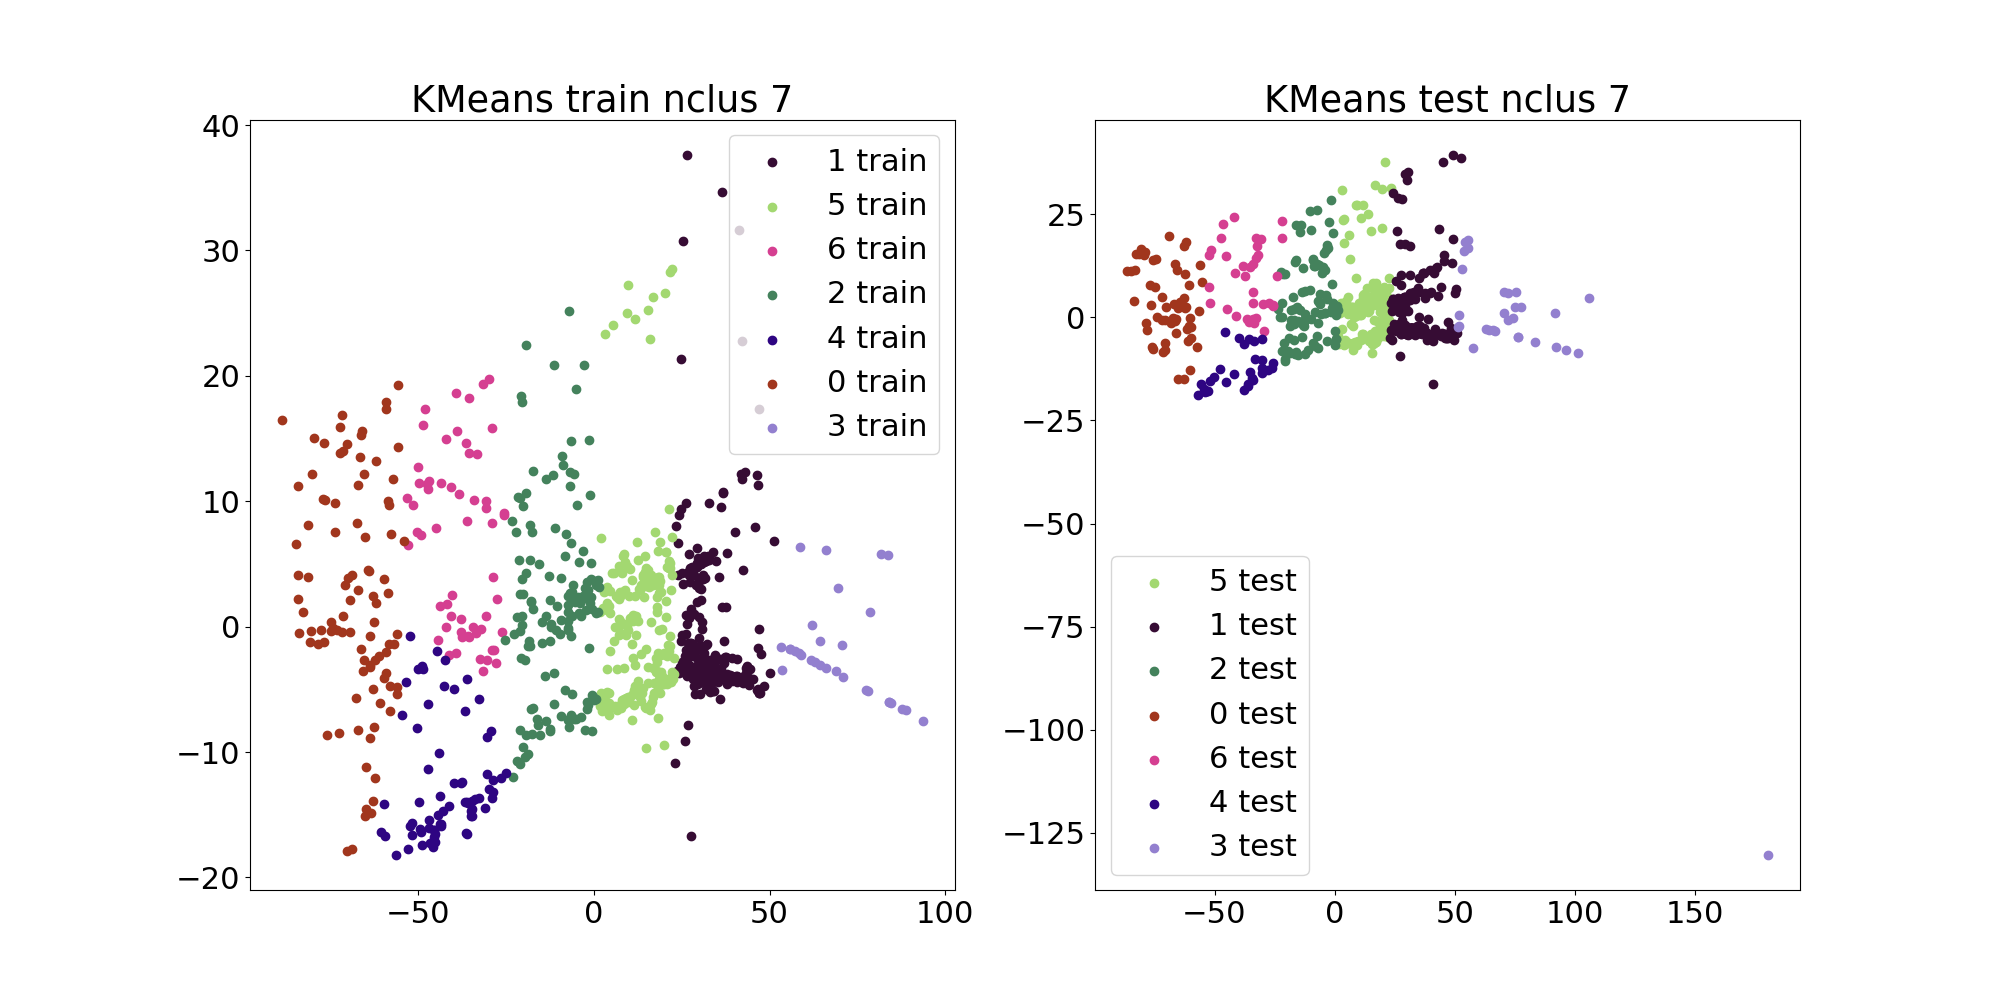 KMeans train nclus 7
40
30
20
10
0
−10
−20
−50
0
50
100
1 train
5 train
6 train
2 train
4 train
0 train
3 train
KMeans test nclus 7
25
0
−25
−50
−75
−100
−125
−50
0
50
100
150
5 test
1 test
2 test
0 test
6 test
4 test
3 test